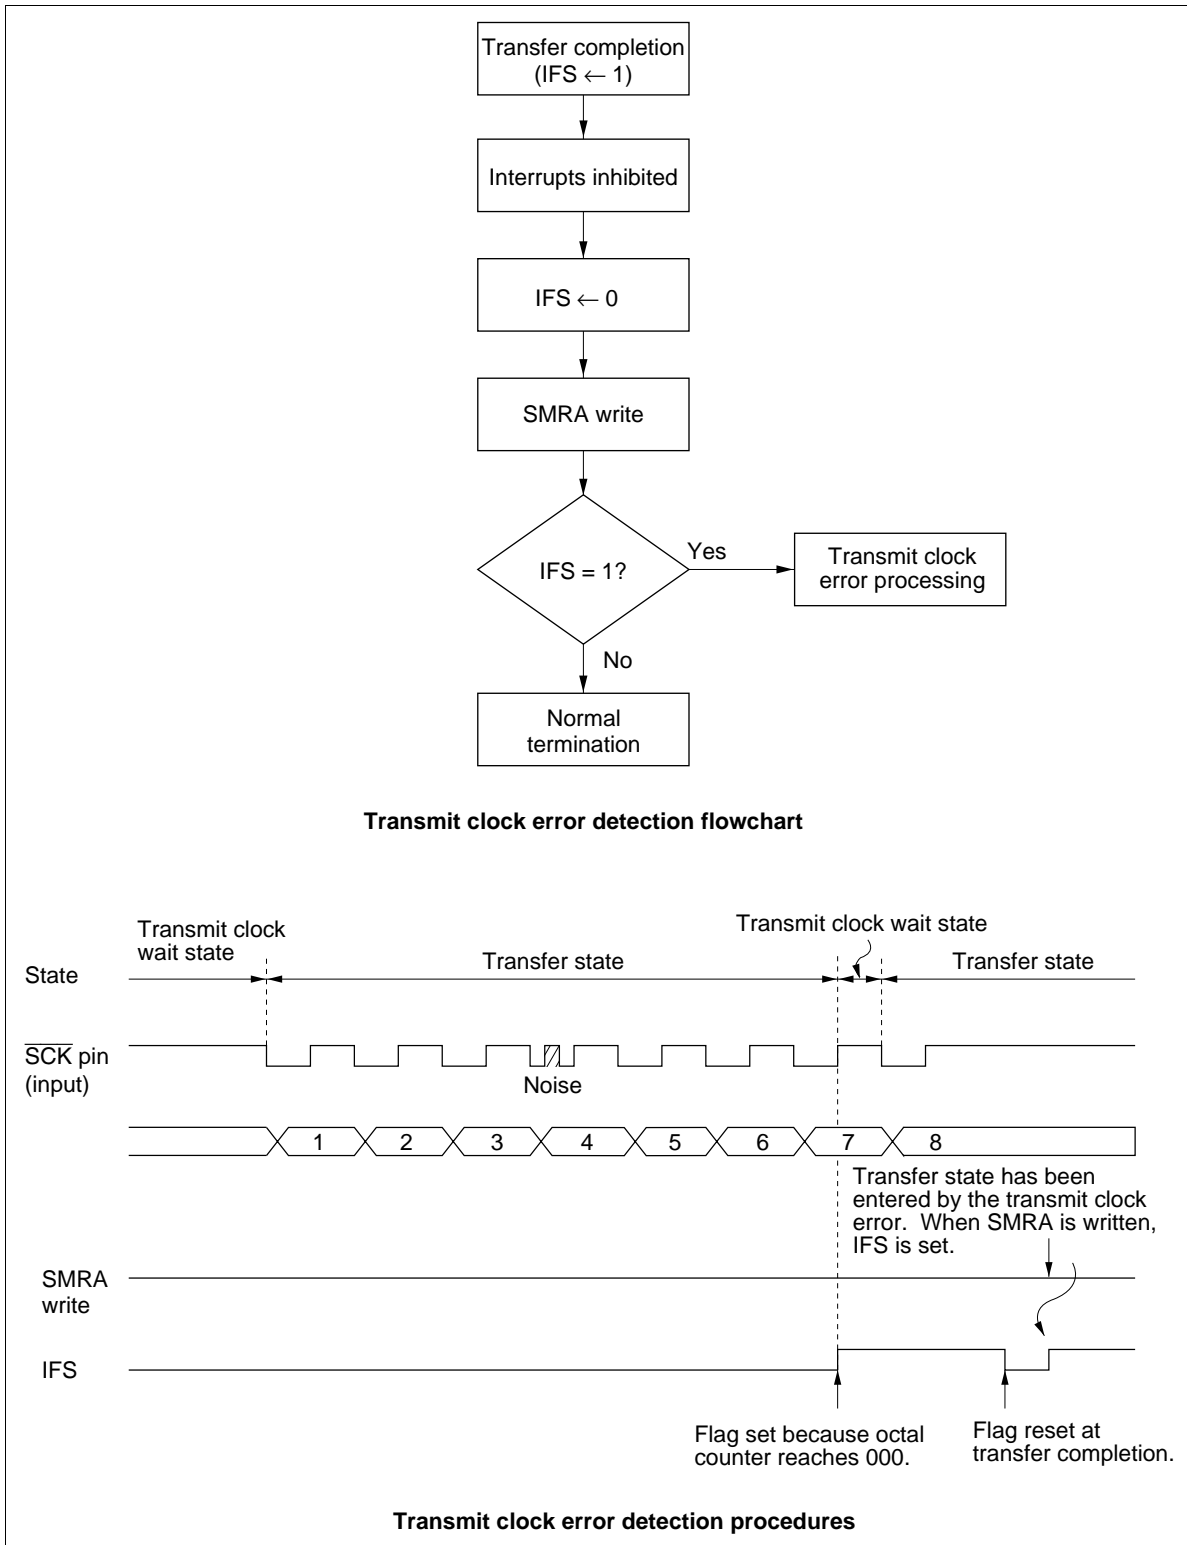 Transfer completion
(IFS ← 1)
Interrupts inhibited
IFS ← 0
SMRA write
IFS = 1?
Yes
Transmit clock
error processing
No
Normal
termination
Transmit clock error detection flowchart
Transmit clock
wait state
Transmit clock wait state
State
Transfer state
Transfer state
SCK pin
(input)
Noise
1 2 3 4 5 6 7 8
Transfer state has been
entered by the transmit clock
error. When SMRA is written,
IFS is set.
SMRA
write
IFS
Flag set because octal
counter reaches 000.
Flag reset at
transfer completion.
Transmit clock error detection procedures